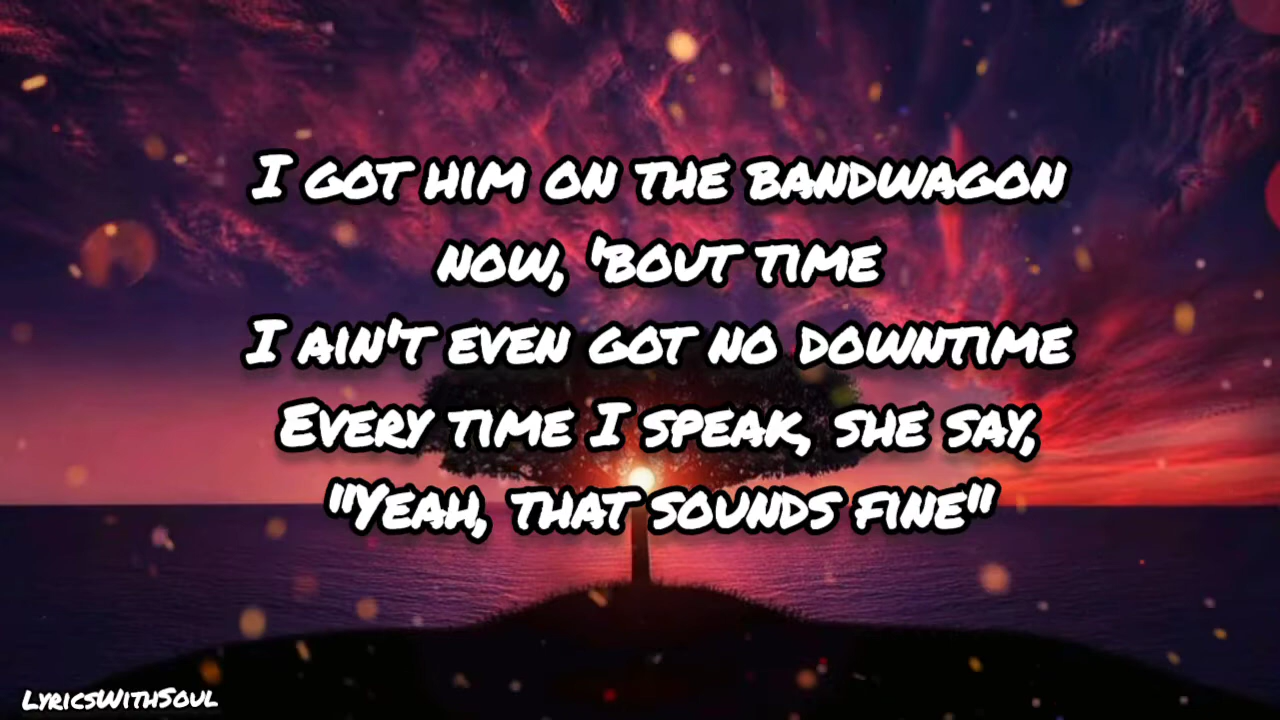 I got him on the bandwagon
now, 'bout time
I ain't even got no downtime
Every time I speak, she say,
"Yeah, that sounds fine"
LyricsWithSoul